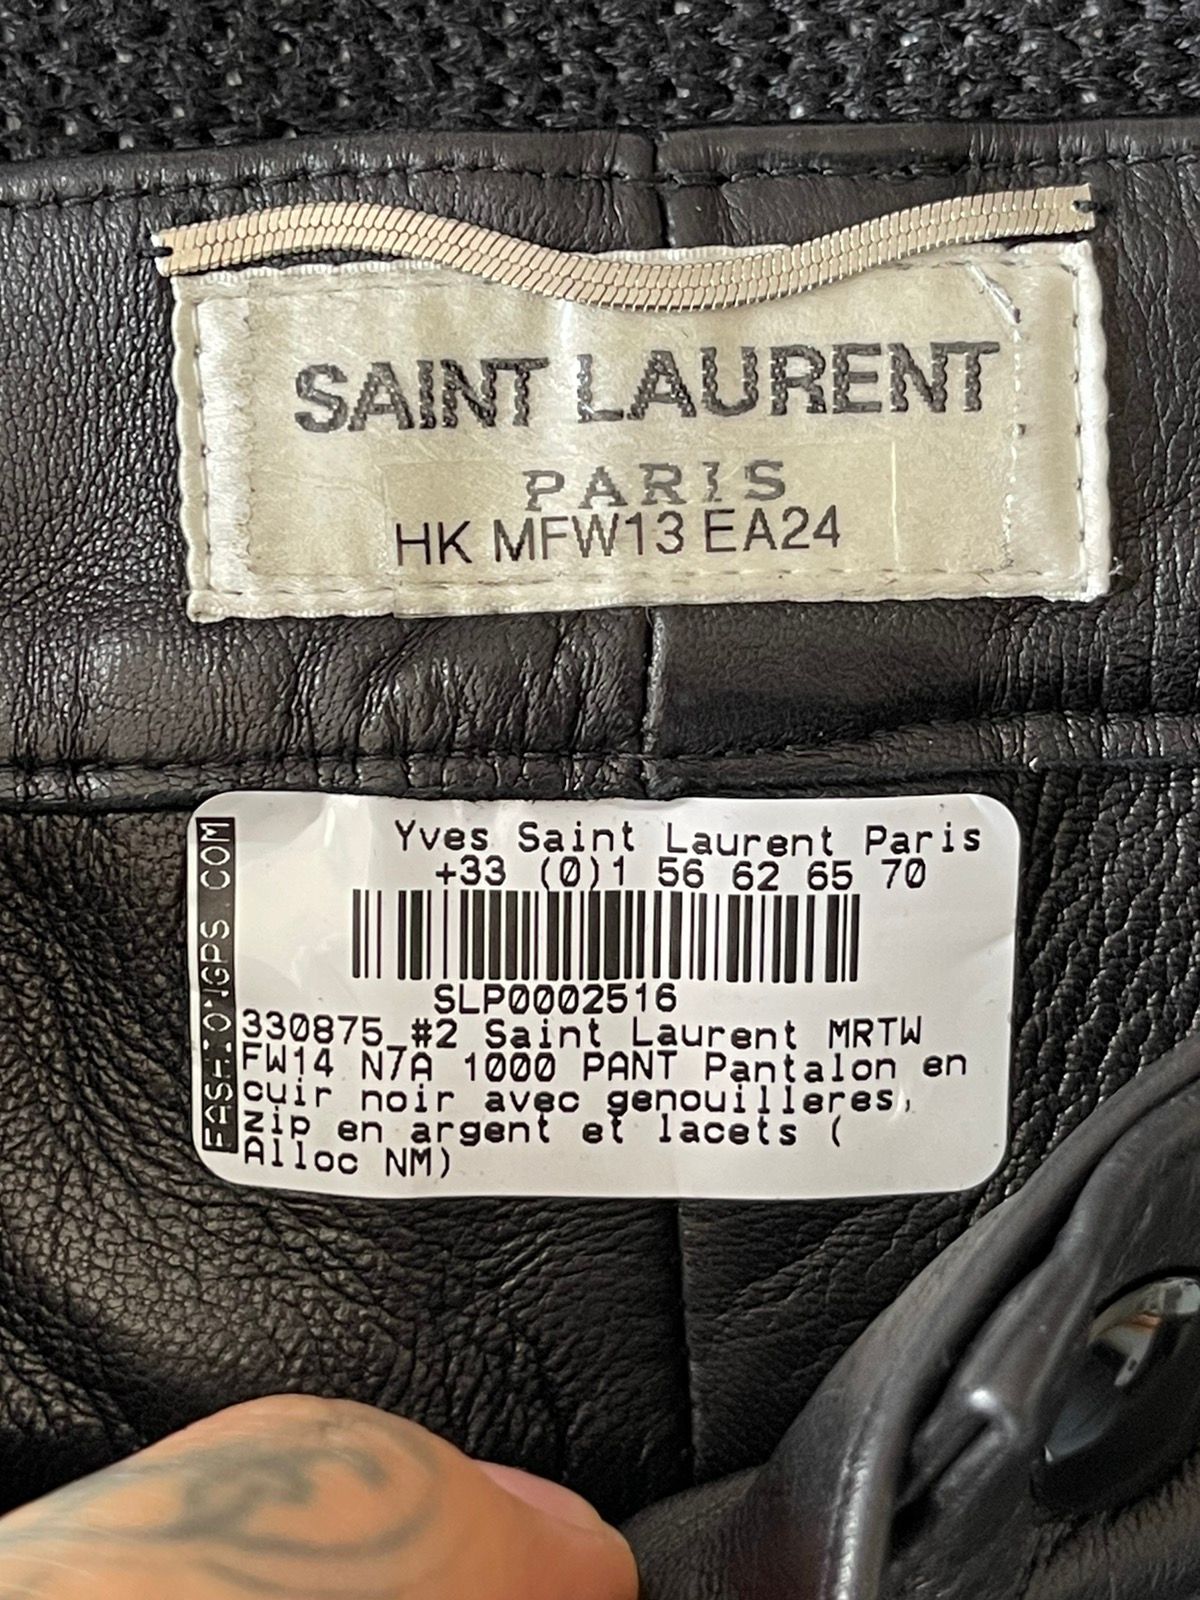 SAINT LAURENT
PARIS
HK MFW13 EA24
FASHIONGPS.COM
Yves Saint Laurent Paris
+33 (0)1 56 62 65 70
SLP0002516
330875 #2 Saint Laurent MRTW
FW14 N7A 1000 PANT Pantalon en
cuir noir avec genouilleres,
zip en argent et lacets (
Alloc NM)